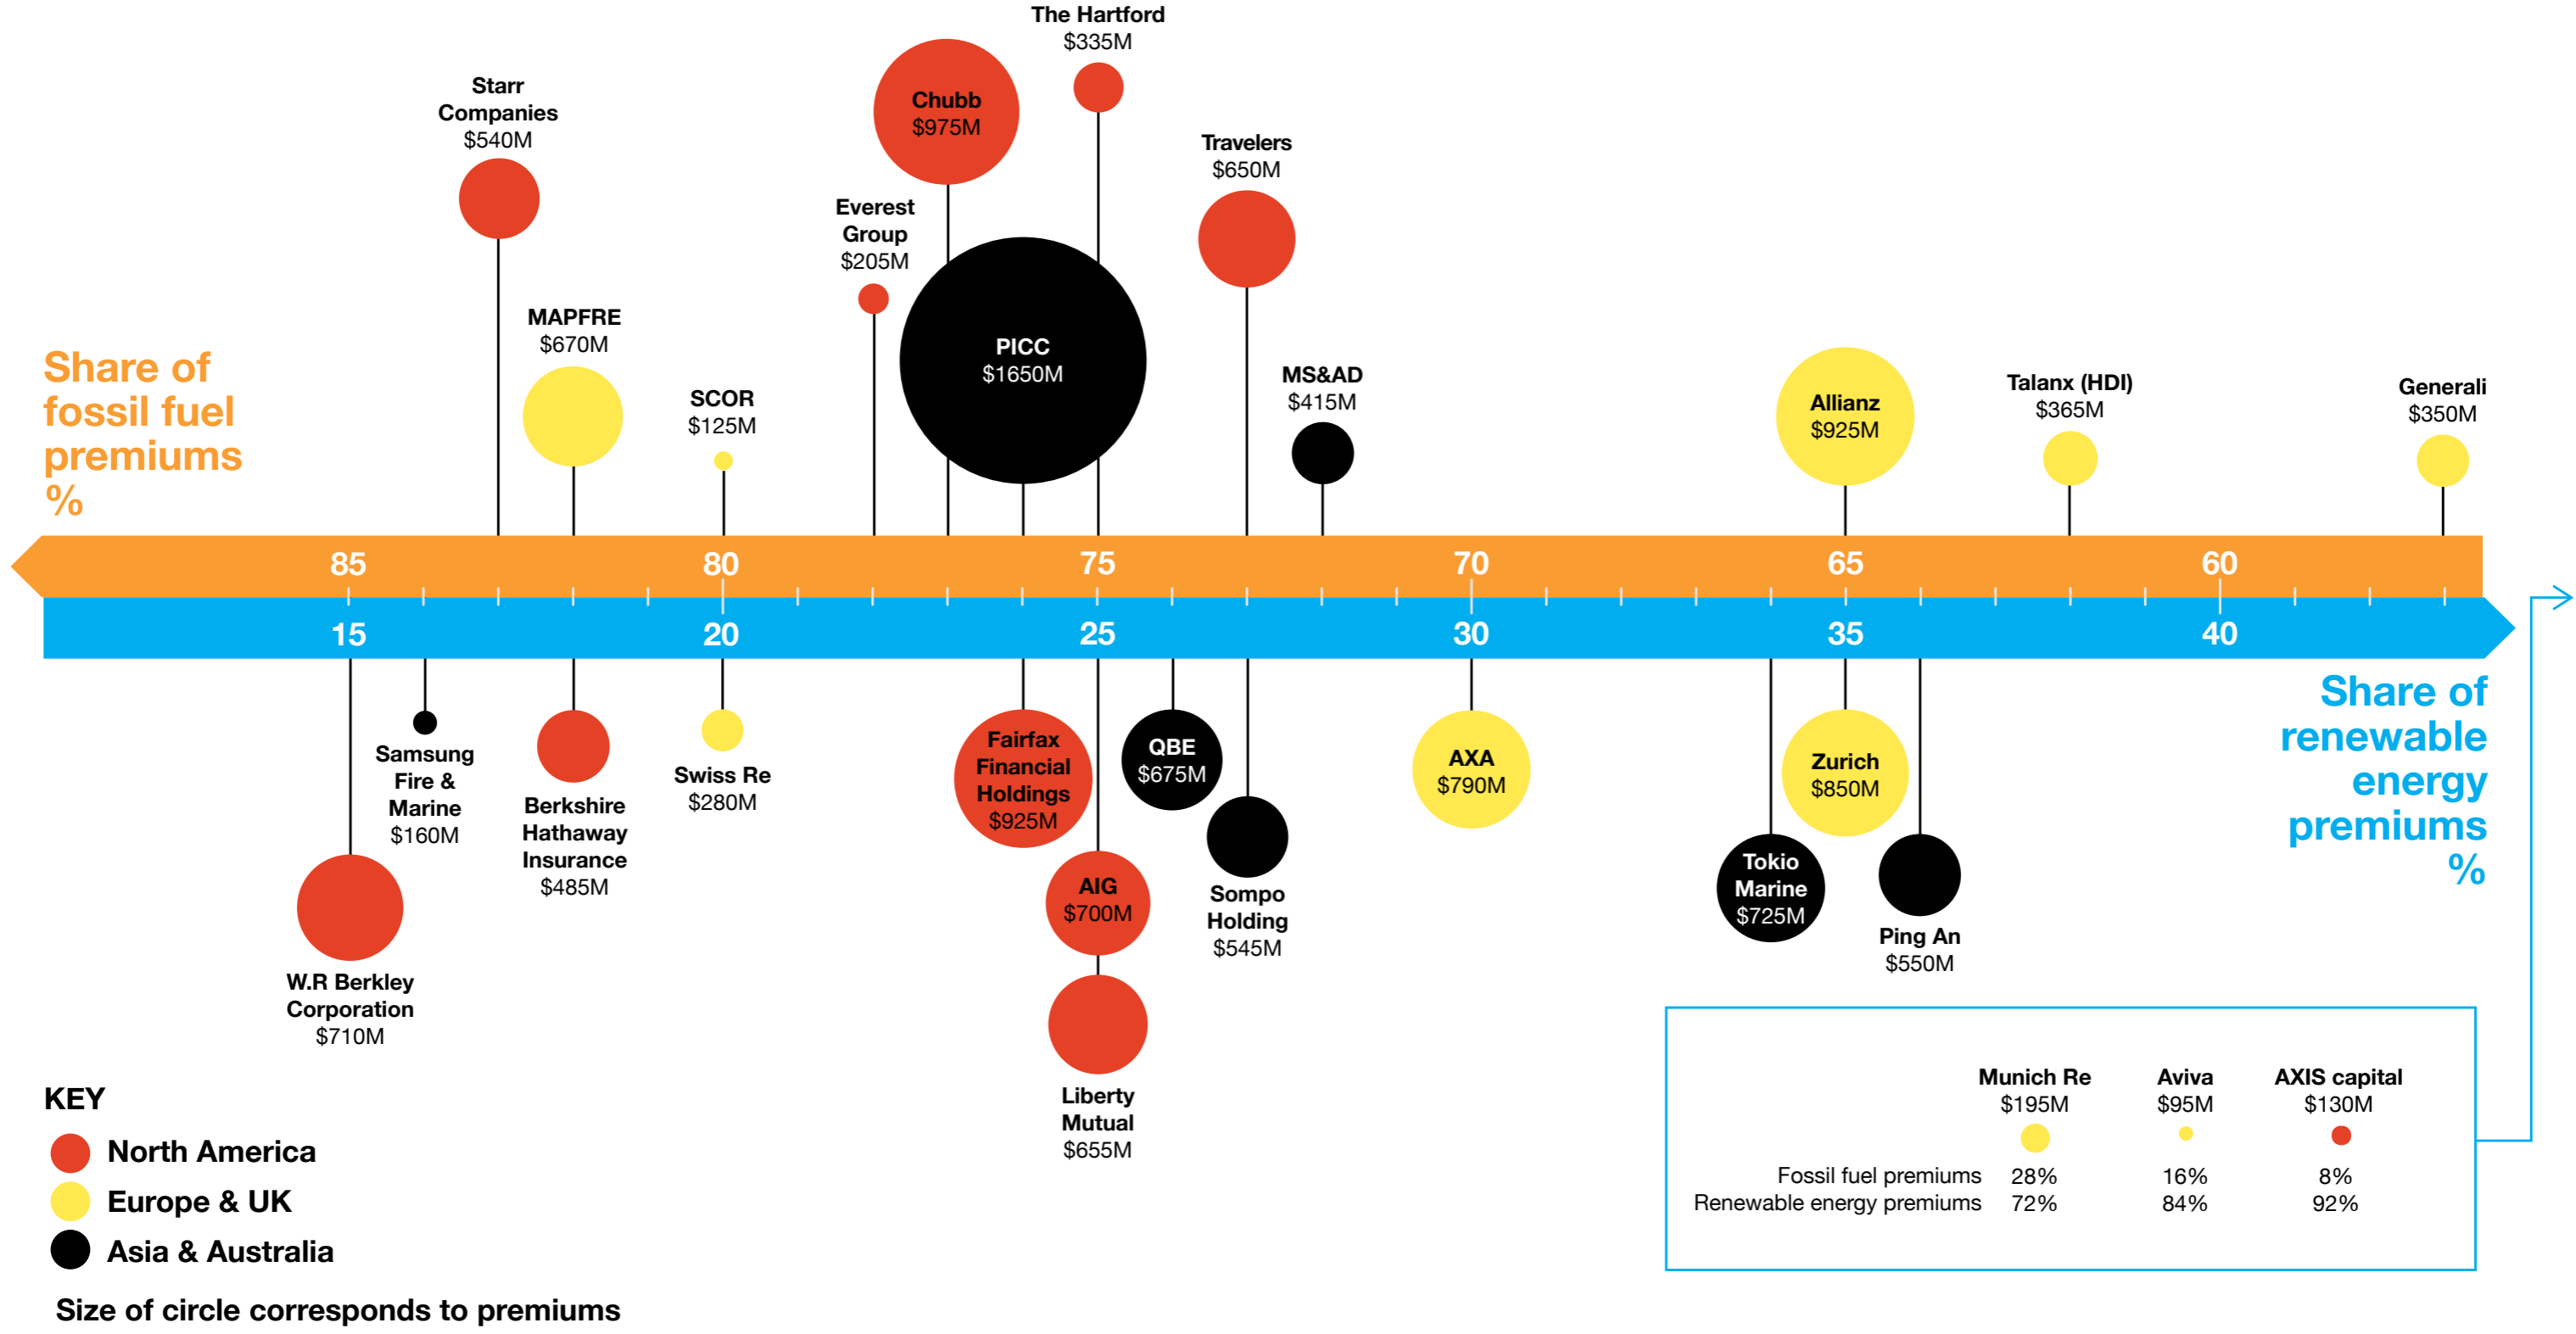 The Hartford
$335M
Starr
Companies
$540M
Chubb
$975M
Travelers
$650M
Everest
Group
$205M
MAPFRE
$670M
PICC
$1650M
SCOR
$125M
MS&AD
$415M
Allianz
$925M
Talanx (HDI)
$365M
Generali
$350M
Share of
fossil fuel
premiums
%
85 80 75 70 65 60
15 20 25 30 35 40
Share of
renewable
energy
premiums
%
W.R Berkley
Corporation
$710M
Samsung
Fire &
Marine
$160M
Berkshire
Hathaway
Insurance
$485M
Swiss Re
$280M
Fairfax
Financial
Holdings
$925M
AIG
$700M
Liberty
Mutual
$655M
QBE
$675M
Sompo
Holding
$545M
AXA
$790M
Tokio
Marine
$725M
Zurich
$850M
Ping An
$550M
KEY
North America
Europe & UK
Asia & Australia
Size of circle corresponds to premiums
Munich Re Aviva AXIS capital
$195M $95M $130M
Fossil fuel premiums 28% 16% 8%
Renewable energy premiums 72% 84% 92%